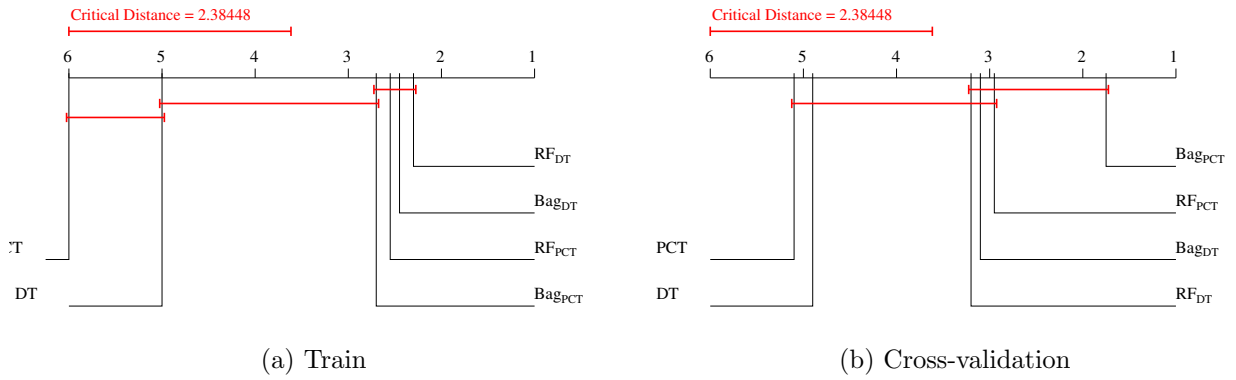 Critical Distance = 2.38448
6 5 4 3 2 1
RF_DT
Bag_DT
CT RF_PCT
DT Bag_PCT
(a) Train
Critical Distance = 2.38448
6 5 4 3 2 1
Bag_PCT
RF_PCT
PCT Bag_DT
DT RF_DT
(b) Cross-validation